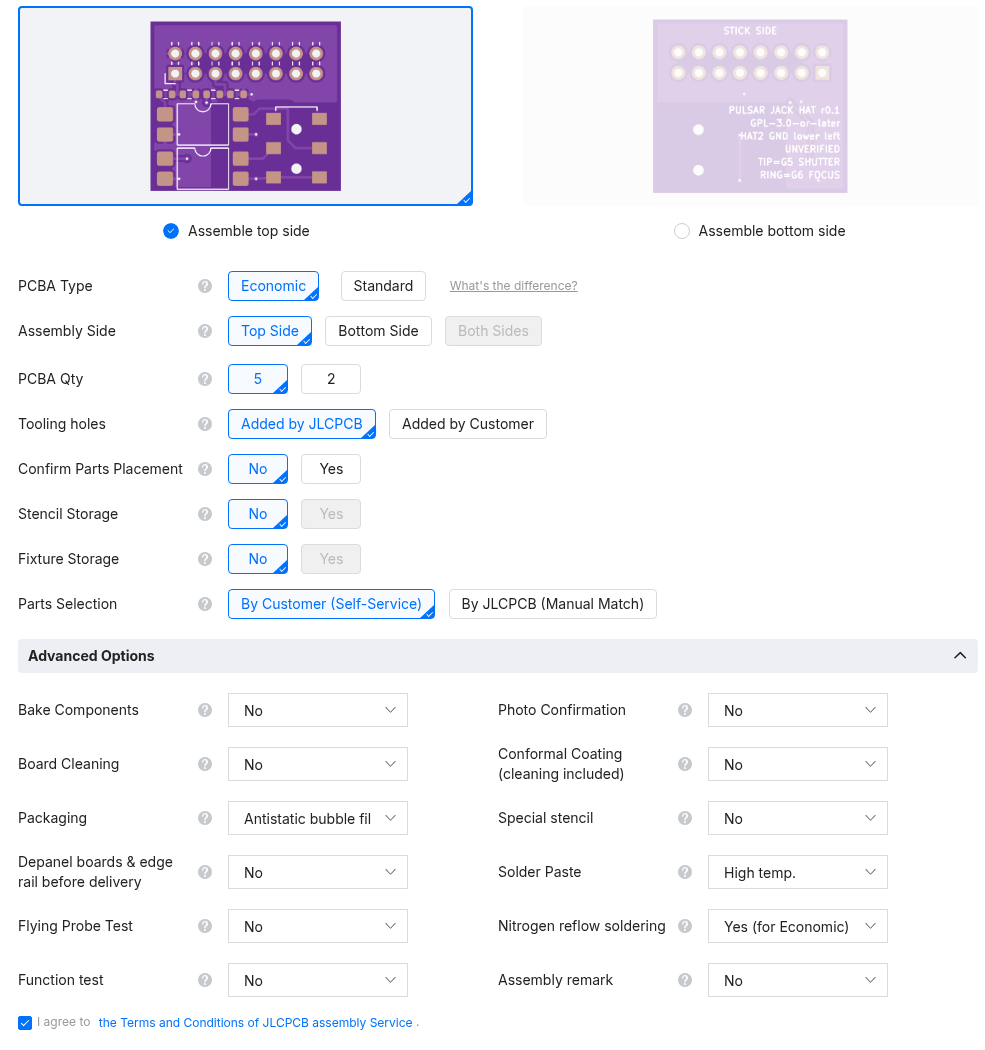 STICK SIDE
PULSAR JACK HAT r0.1
GPL-3.0-or-later
HAT2 GND lower left
UNVERIFIED
TIP=G5 SHUTTER
RING=G6 FOCUS
Assemble top side
Assemble bottom side
PCBA Type ? Economic Standard What's the difference?
Assembly Side ? Top Side Bottom Side Both Sides
PCBA Qty ? 5 2
Tooling holes ? Added by JLCPCB Added by Customer
Confirm Parts Placement ? No Yes
Stencil Storage ? No Yes
Fixture Storage ? No Yes
Parts Selection ? By Customer (Self-Service) By JLCPCB (Manual Match)
Advanced Options
Bake Components ? No Photo Confirmation ? No
Board Cleaning ? No Conformal Coating
(cleaning included) ? No
Packaging ? Antistatic bubble fil Special stencil ? No
Depanel boards & edge
rail before delivery ? No Solder Paste ? High temp.
Flying Probe Test ? No Nitrogen reflow soldering ? Yes (for Economic)
Function test ? No Assembly remark ? No
I agree to the Terms and Conditions of JLCPCB assembly Service .